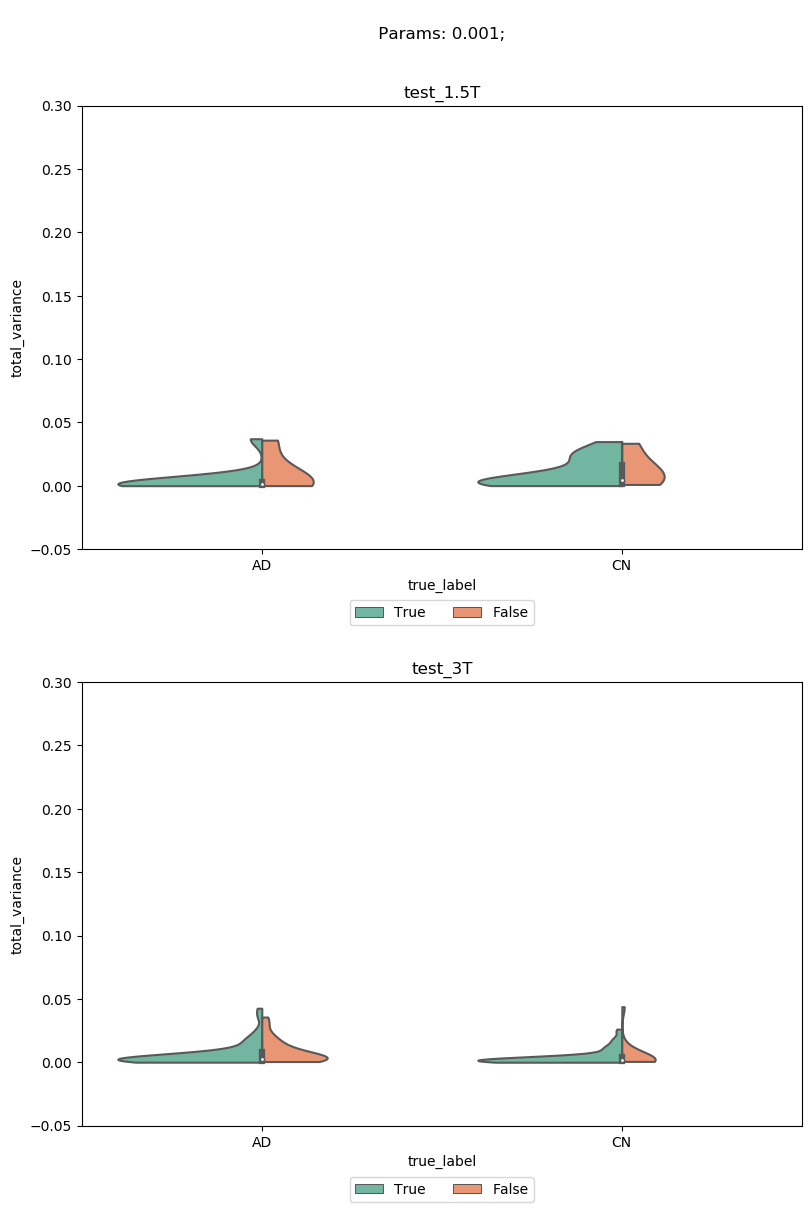 Params: 0.001;
test_1.5T
0.30
0.25
0.20
0.15
0.10
0.05
0.00
−0.05
total_variance
AD CN
true_label
True False
test_3T
0.30
0.25
0.20
0.15
0.10
0.05
0.00
−0.05
total_variance
AD CN
true_label
True False